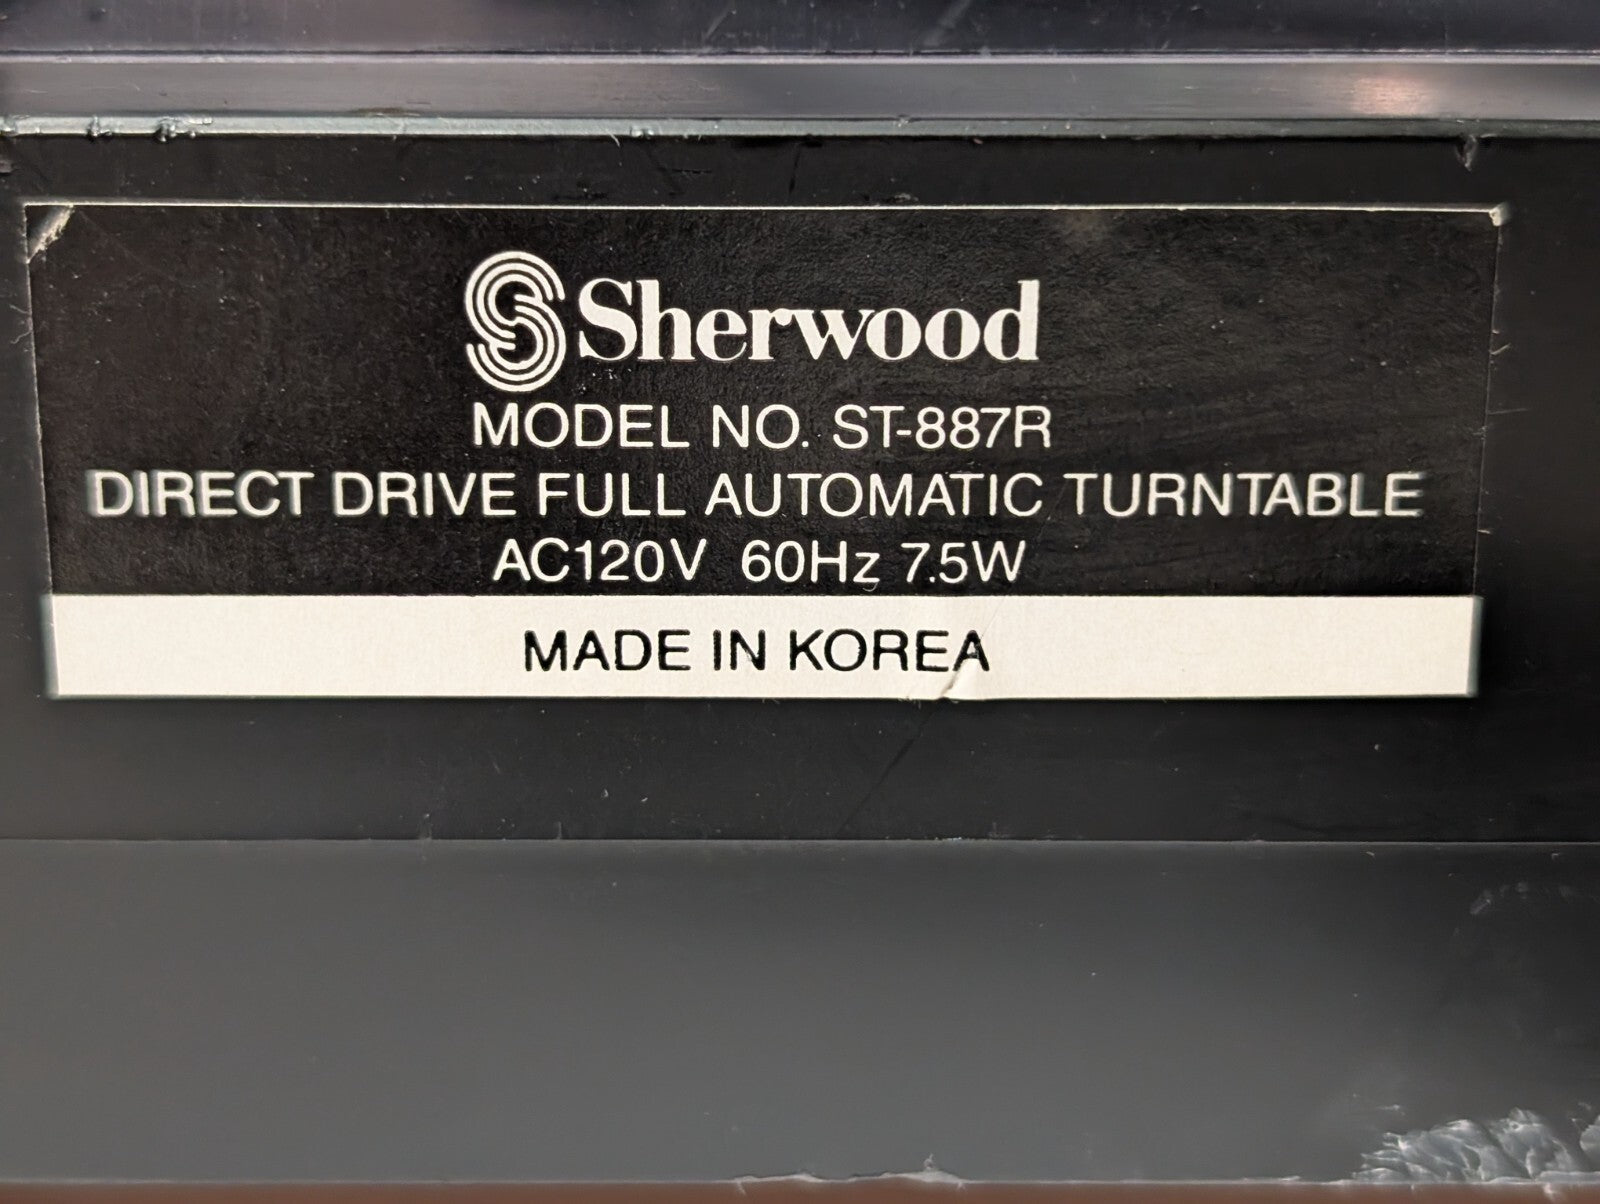 Sherwood
MODEL NO. ST-887R
DIRECT DRIVE FULL AUTOMATIC TURNTABLE
AC120V 60Hz 7.5W
MADE IN KOREA